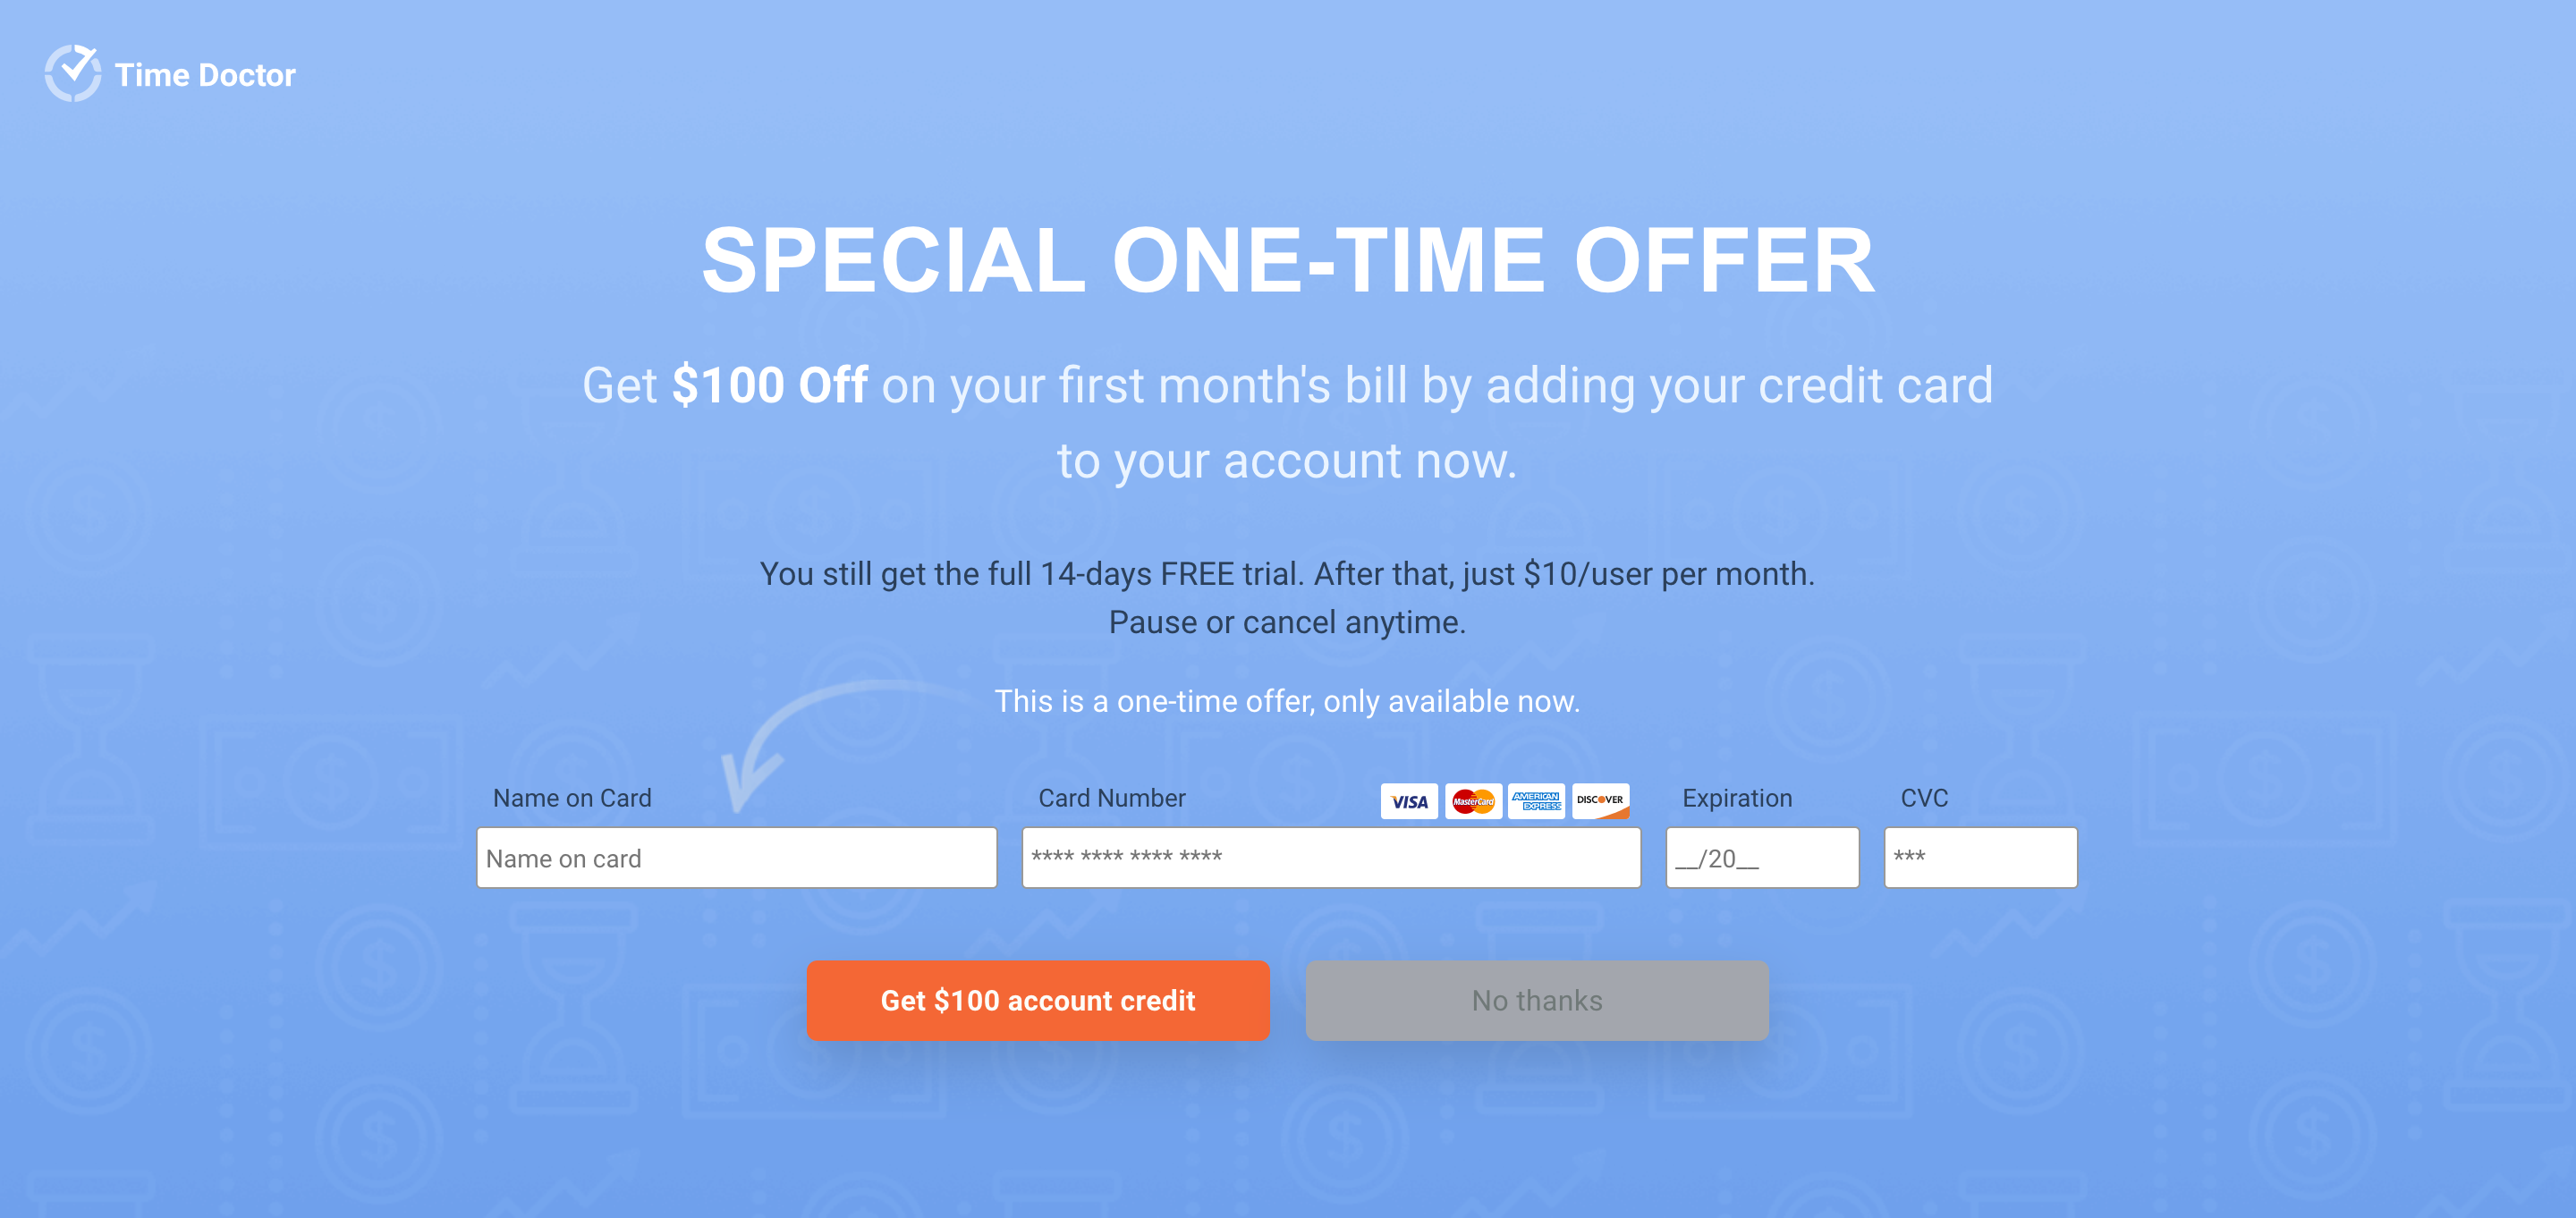 Time Doctor
SPECIAL ONE-TIME OFFER
Get $100 Off on your first month's bill by adding your credit card
to your account now.
You still get the full 14-days FREE trial. After that, just $10/user per month.
Pause or cancel anytime.
This is a one-time offer, only available now.
Name on Card
Card Number
VISA
MasterCard
AMERICAN EXPRESS
DISCOVER
Expiration
CVC
Name on card
**** **** **** ****
__/20__
***
Get $100 account credit
No thanks